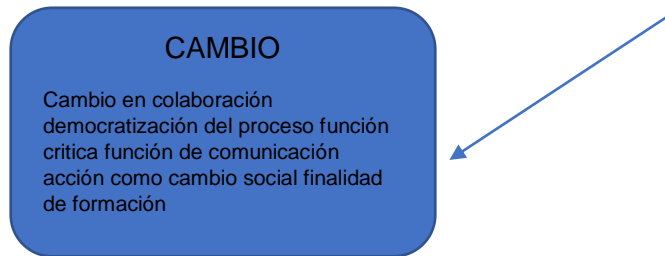 CAMBIO
Cambio en colaboración
democratización del proceso función
critica función de comunicación
acción como cambio social finalidad
de formación